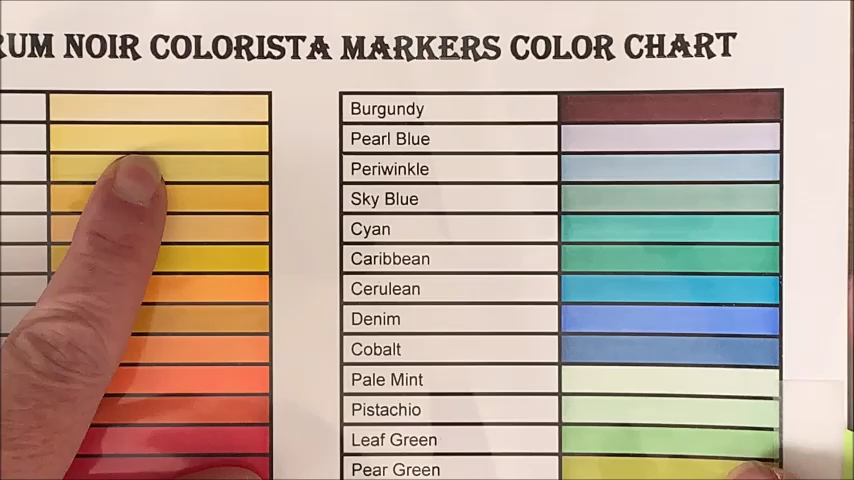 RUM NOIR COLORISTA MARKERS COLOR CHART
Burgundy
Pearl Blue
Periwinkle
Sky Blue
Cyan
Caribbean
Cerulean
Denim
Cobalt
Pale Mint
Pistachio
Leaf Green
Pear Green